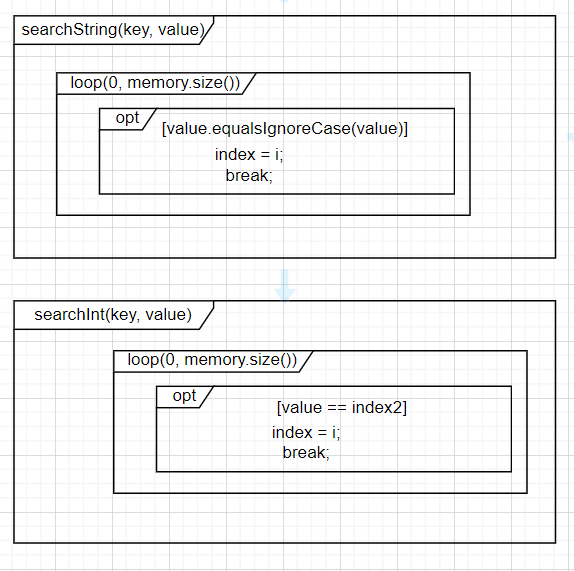 searchString(key, value)
loop(0, memory.size())
opt
[value.equalsIgnoreCase(value)]
index = i;
break;
searchInt(key, value)
loop(0, memory.size())
opt
[value == index2]
index = i;
break;